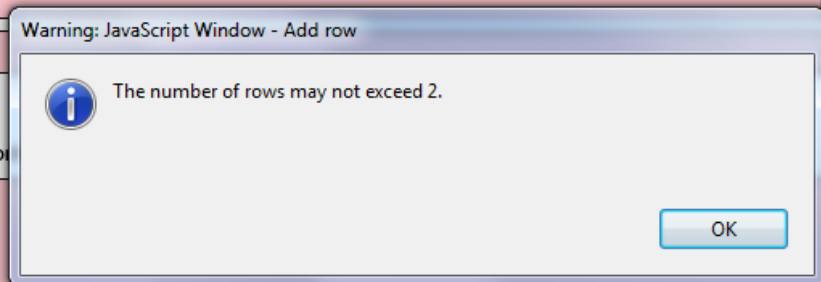 Warning: JavaScript Window - Add row
The number of rows may not exceed 2.
OK